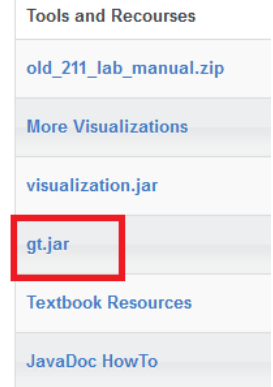 Tools and Recourses
old_211_lab_manual.zip
More Visualizations
visualization.jar
gt.jar
Textbook Resources
JavaDoc HowTo